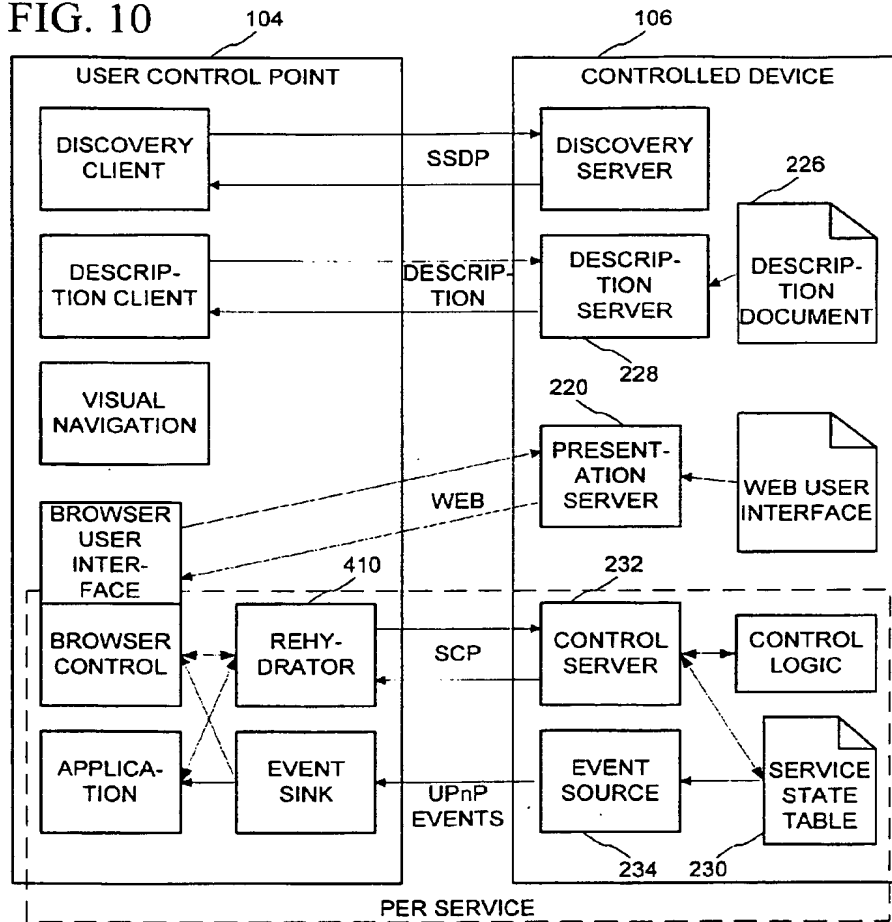 FIG. 10
104
106
USER CONTROL POINT
CONTROLLED DEVICE
DISCOVERY
CLIENT
SSDP
DISCOVERY
SERVER
226
DESCRIP-
TION CLIENT
DESCRIP-
TION
DESCRIP-
TION
SERVER
DESCRIP-
TION
DOCUMENT
228
VISUAL
NAVIGATION
220
PRESENT-
ATION
SERVER
WEB USER
INTERFACE
WEB
BROWSER
USER
INTER-
FACE
410
232
BROWSER
CONTROL
REHY-
DRATOR
SCP
CONTROL
SERVER
CONTROL
LOGIC
APPLICA-
TION
EVENT
SINK
UPnP
EVENTS
EVENT
SOURCE
SERVICE
STATE
TABLE
234
230
PER SERVICE